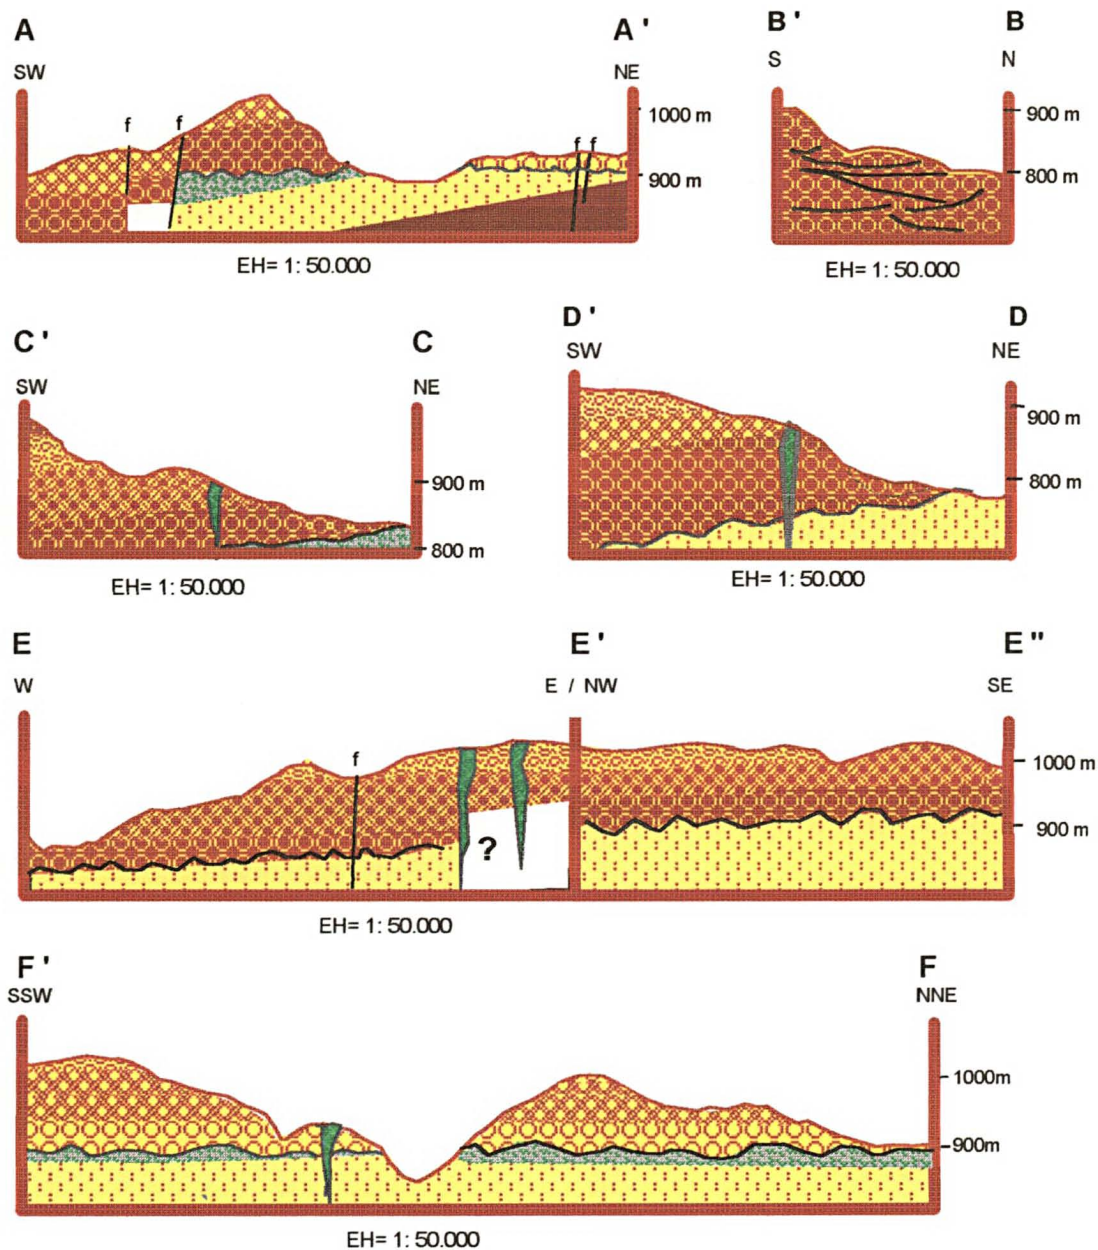 A A ' B ' B
SW NE S N
f f f f
1000 m
900 m
900 m
800 m
EH= 1: 50.000 EH= 1: 50.000
C ' C D ' D
SW NE SW NE
900 m
800 m
900 m
800 m
EH= 1: 50.000 EH= 1: 50.000
E E ' E "
W E / NW SE
f
?
1000 m
900 m
EH= 1: 50.000
F ' F
SSW NNE
1000m
900m
EH= 1: 50.000